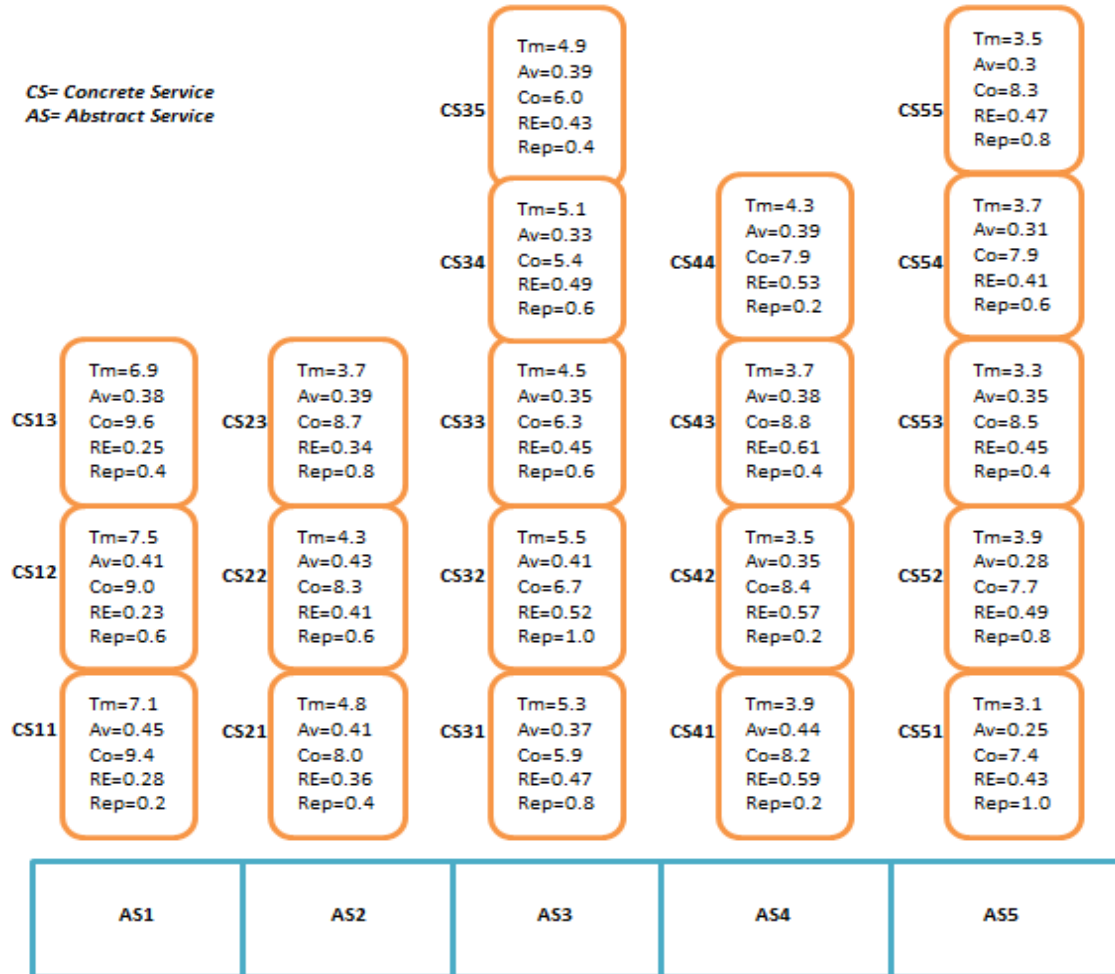 CS= Concrete Service
AS= Abstract Service
CS35
Tm=4.9
Av=0.39
Co=6.0
RE=0.43
Rep=0.4
CS55
Tm=3.5
Av=0.3
Co=8.3
RE=0.47
Rep=0.8
CS34
Tm=5.1
Av=0.33
Co=5.4
RE=0.49
Rep=0.6
CS44
Tm=4.3
Av=0.39
Co=7.9
RE=0.53
Rep=0.2
CS54
Tm=3.7
Av=0.31
Co=7.9
RE=0.41
Rep=0.6
CS13
Tm=6.9
Av=0.38
Co=9.6
RE=0.25
Rep=0.4
CS23
Tm=3.7
Av=0.39
Co=8.7
RE=0.34
Rep=0.8
CS33
Tm=4.5
Av=0.35
Co=6.3
RE=0.45
Rep=0.6
CS43
Tm=3.7
Av=0.38
Co=8.8
RE=0.61
Rep=0.4
CS53
Tm=3.3
Av=0.35
Co=8.5
RE=0.45
Rep=0.4
CS12
Tm=7.5
Av=0.41
Co=9.0
RE=0.23
Rep=0.6
CS22
Tm=4.3
Av=0.43
Co=8.3
RE=0.41
Rep=0.6
CS32
Tm=5.5
Av=0.41
Co=6.7
RE=0.52
Rep=1.0
CS42
Tm=3.5
Av=0.35
Co=8.4
RE=0.57
Rep=0.2
CS52
Tm=3.9
Av=0.28
Co=7.7
RE=0.49
Rep=0.8
CS11
Tm=7.1
Av=0.45
Co=9.4
RE=0.28
Rep=0.2
CS21
Tm=4.8
Av=0.41
Co=8.0
RE=0.36
Rep=0.4
CS31
Tm=5.3
Av=0.37
Co=5.9
RE=0.47
Rep=0.8
CS41
Tm=3.9
Av=0.44
Co=8.2
RE=0.59
Rep=0.2
CS51
Tm=3.1
Av=0.25
Co=7.4
RE=0.43
Rep=1.0
AS1
AS2
AS3
AS4
AS5